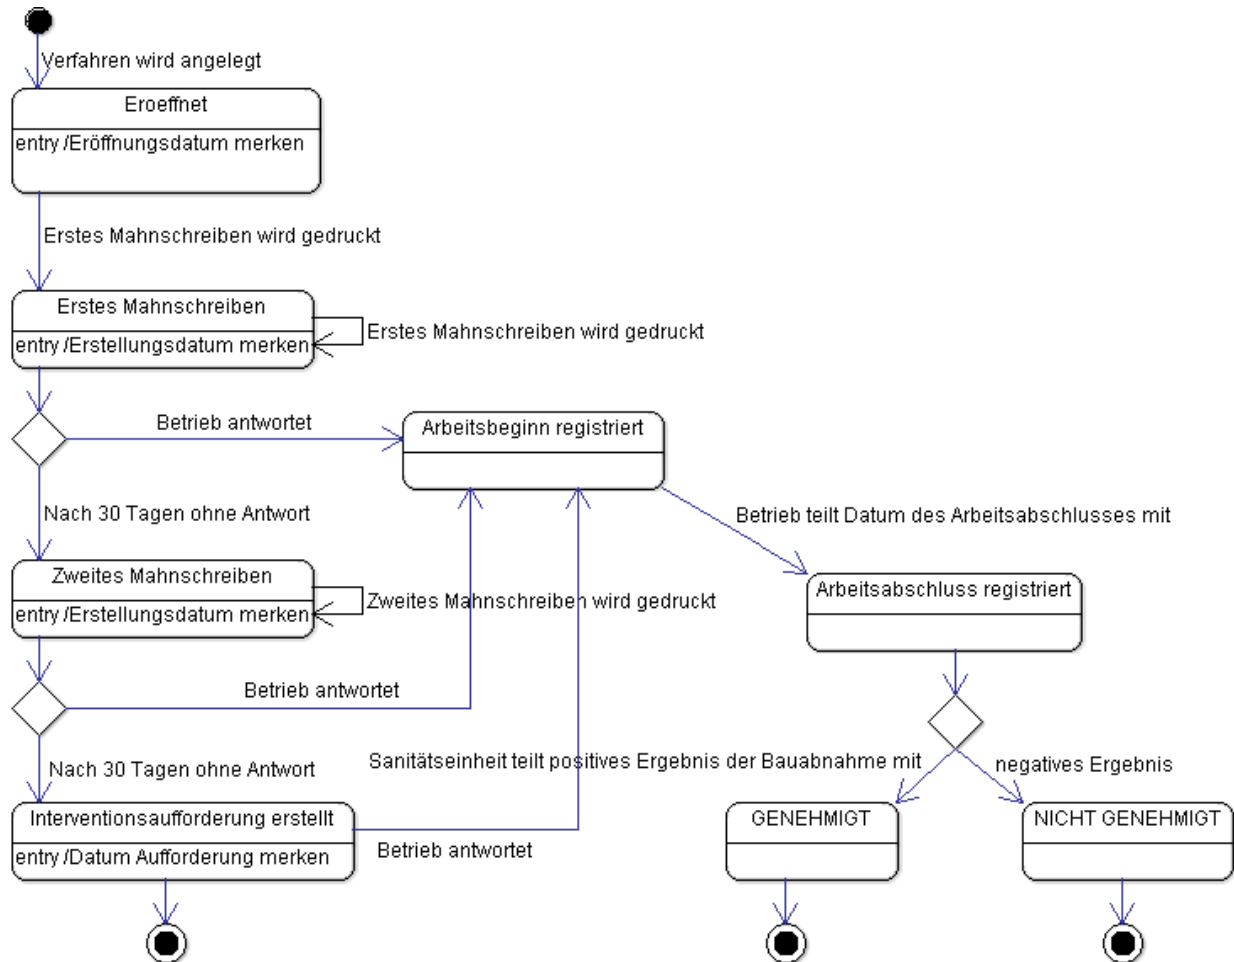 Verfahren wird angelegt
Eroeffnet
entry /Eröffnungsdatum merken
Erstes Mahnschreiben wird gedruckt
Erstes Mahnschreiben
entry /Erstellungsdatum merken
Erstes Mahnschreiben wird gedruckt
Betrieb antwortet
Arbeitsbeginn registriert
Nach 30 Tagen ohne Antwort
Betrieb teilt Datum des Arbeitsabschlusses mit
Zweites Mahnschreiben
entry /Erstellungsdatum merken
Zweites Mahnschreiben wird gedruckt
Arbeitsabschluss registriert
Betrieb antwortet
Nach 30 Tagen ohne Antwort
Sanitätseinheit teilt positives Ergebnis der Bauabnahme mit
negatives Ergebnis
Interventionsaufforderung erstellt
entry /Datum Aufforderung merken
Betrieb antwortet
GENEHMIGT
NICHT GENEHMIGT